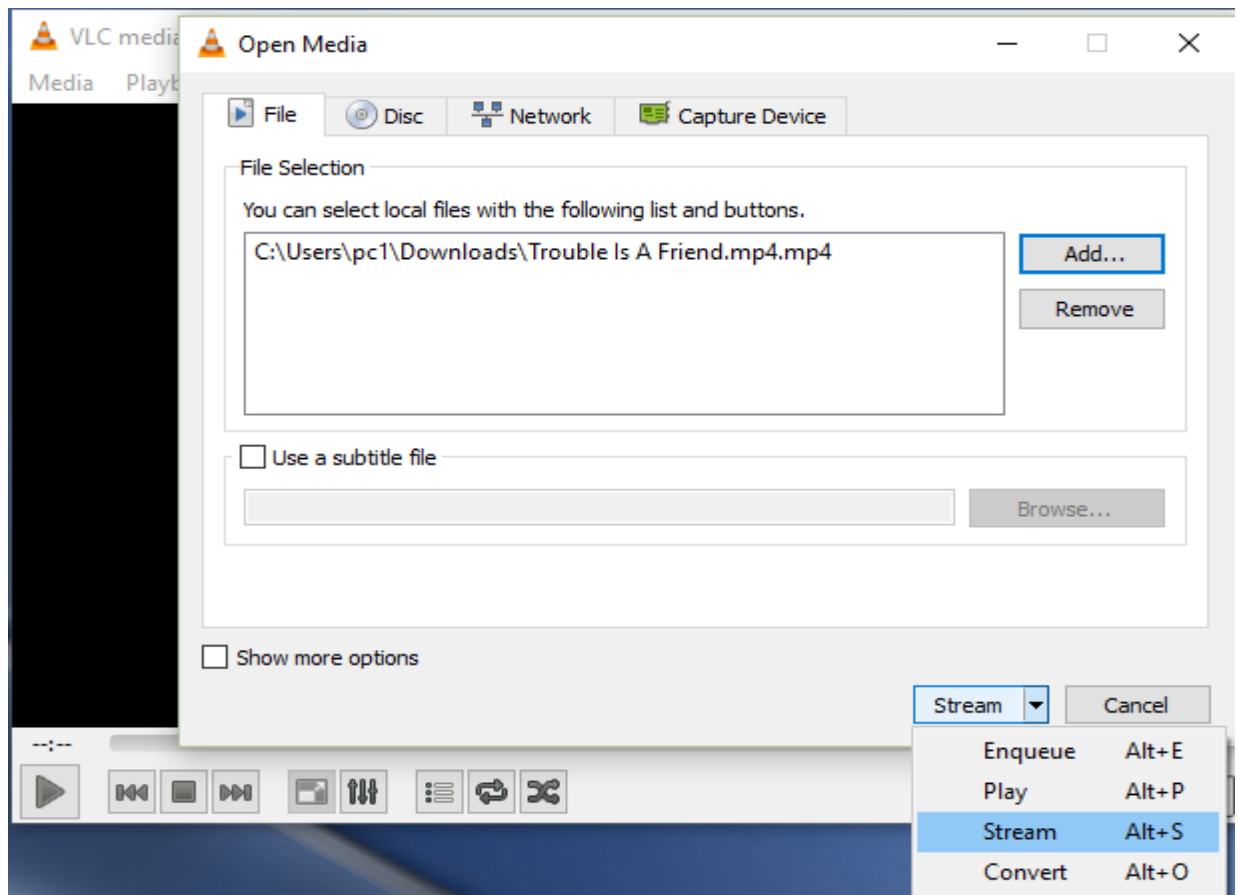 VLC media
Open Media
Media Playb
File Disc Network Capture Device
File Selection
You can select local files with the following list and buttons.
C:\Users\pc1\Downloads\Trouble Is A Friend.mp4.mp4
Add...
Remove
Use a subtitle file
Browse...
Show more options
Stream Cancel
--:--
Enqueue Alt+E
Play Alt+P
Stream Alt+S
Convert Alt+O